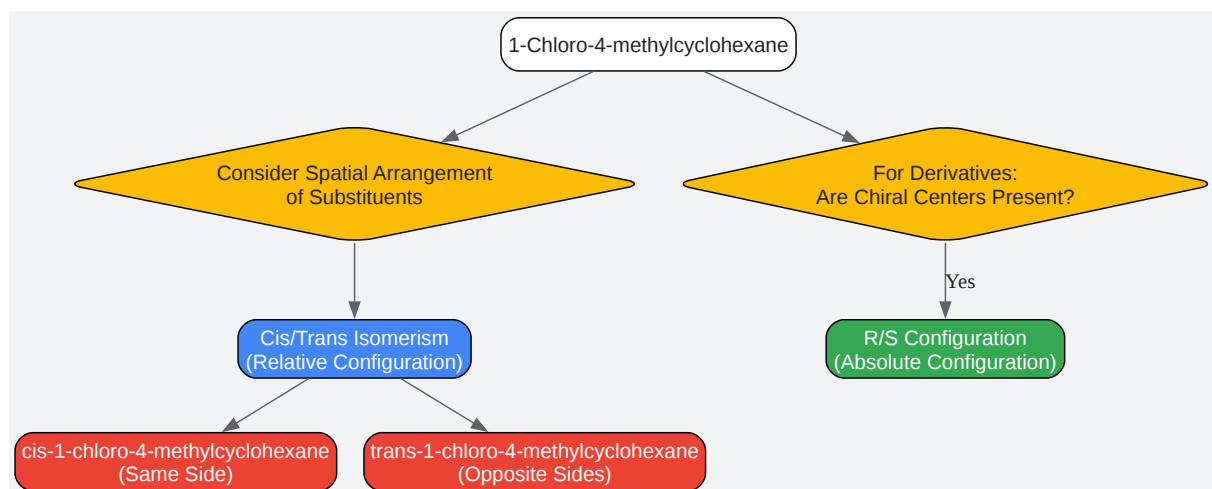 1-Chloro-4-methylcyclohexane
Consider Spatial Arrangement
of Substituents
For Derivatives:
Are Chiral Centers Present?
Yes
Cis/Trans Isomerism
(Relative Configuration)
R/S Configuration
(Absolute Configuration)
cis-1-chloro-4-methylcyclohexane
(Same Side)
trans-1-chloro-4-methylcyclohexane
(Opposite Sides)